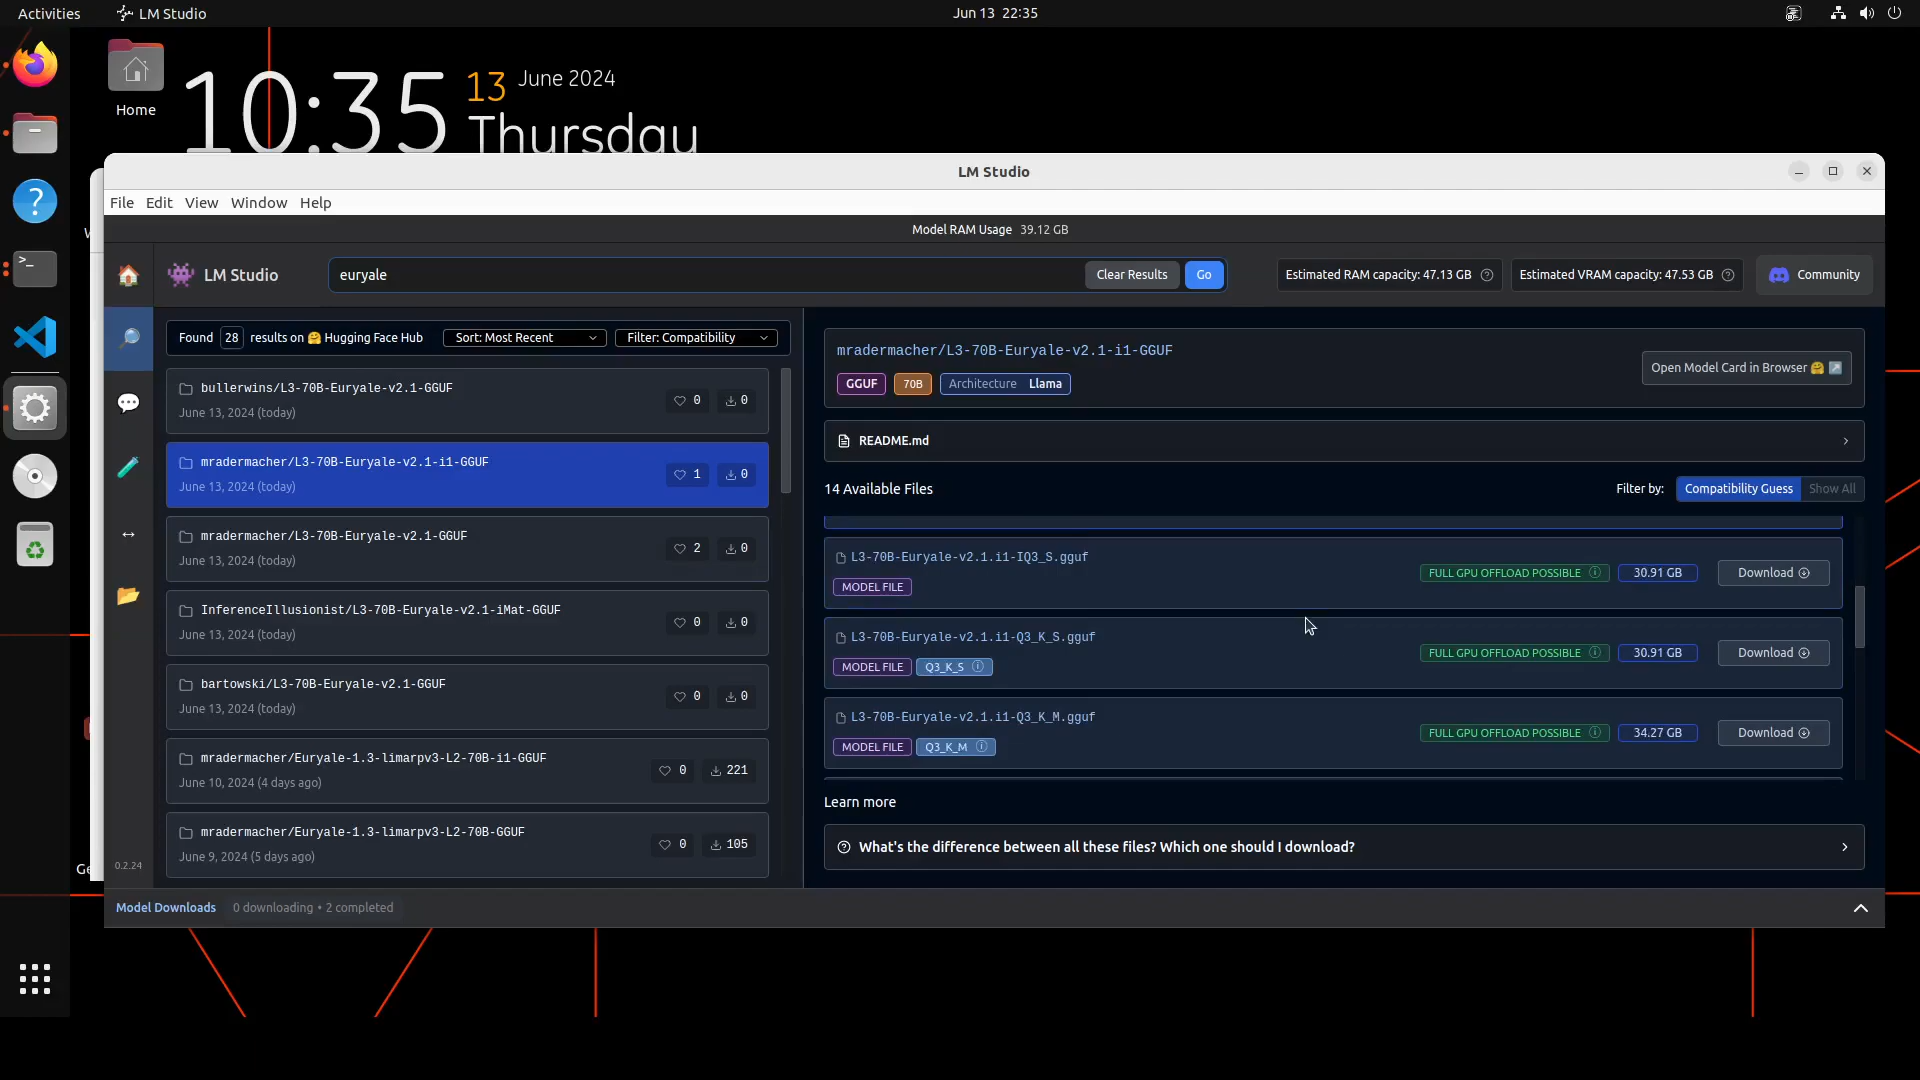 Activities
LM Studio
Jun 13 22:35
Home
10:35
13
June 2024
Thursday
LM Studio
File Edit View Window Help
Model RAM Usage 39.12 GB
LM Studio
euryale
Clear Results
Go
Estimated RAM capacity: 47.13 GB
Estimated VRAM capacity: 47.53 GB
Community
Found 28 results on 🤗 Hugging Face Hub
Sort: Most Recent
Filter: Compatibility
bullerwins/L3-70B-Euryale-v2.1-GGUF
0 0
June 13, 2024 (today)
mradermacher/L3-70B-Euryale-v2.1-i1-GGUF
1 0
June 13, 2024 (today)
mradermacher/L3-70B-Euryale-v2.1-GGUF
2 0
June 13, 2024 (today)
InferenceIllusionist/L3-70B-Euryale-v2.1-iMat-GGUF
0 0
June 13, 2024 (today)
bartowski/L3-70B-Euryale-v2.1-GGUF
0 0
June 13, 2024 (today)
mradermacher/Euryale-1.3-limarpv3-L2-70B-i1-GGUF
0 221
June 10, 2024 (4 days ago)
mradermacher/Euryale-1.3-limarpv3-L2-70B-GGUF
0 105
June 9, 2024 (5 days ago)
0.2.24
mradermacher/L3-70B-Euryale-v2.1-i1-GGUF
GGUF 70B Architecture Llama
Open Model Card in Browser 🤗
README.md
14 Available Files
Filter by: Compatibility Guess Show All
L3-70B-Euryale-v2.1.i1-IQ3_S.gguf
MODEL FILE
FULL GPU OFFLOAD POSSIBLE 30.91 GB Download
L3-70B-Euryale-v2.1.i1-Q3_K_S.gguf
MODEL FILE Q3_K_S
FULL GPU OFFLOAD POSSIBLE 30.91 GB Download
L3-70B-Euryale-v2.1.i1-Q3_K_M.gguf
MODEL FILE Q3_K_M
FULL GPU OFFLOAD POSSIBLE 34.27 GB Download
Learn more
What's the difference between all these files? Which one should I download?
Model Downloads 0 downloading • 2 completed